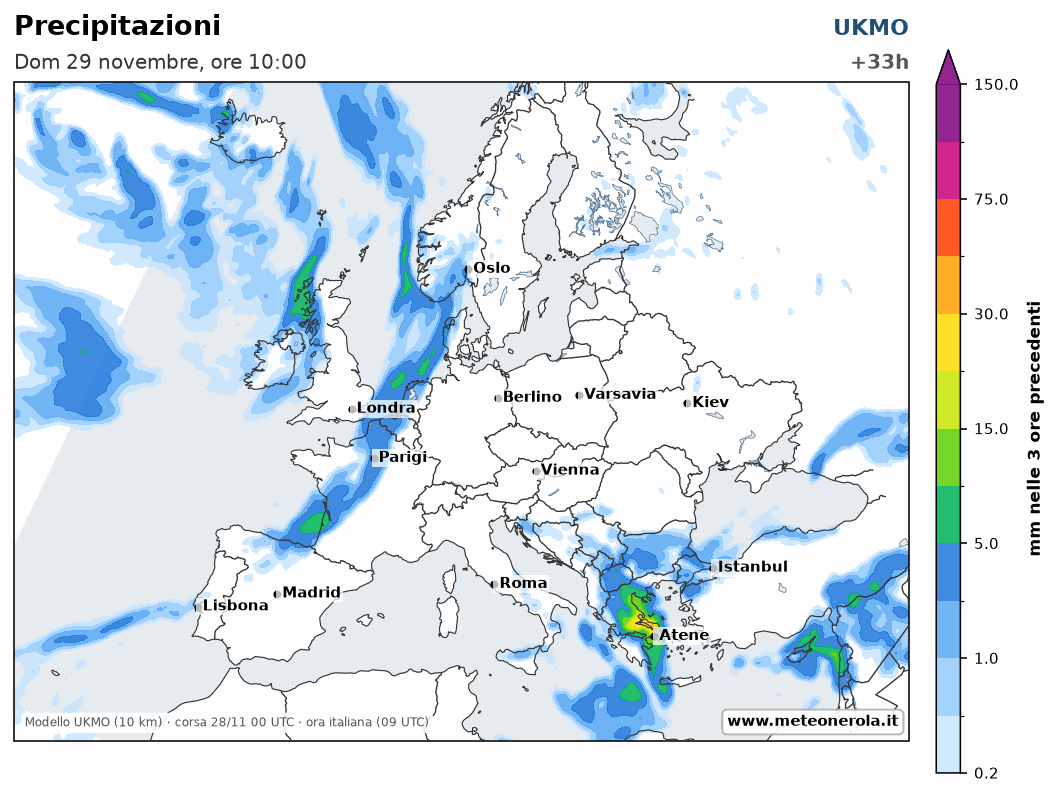 Precipitazioni
UKMO
Dom 29 novembre, ore 10:00
+33h
150.0
75.0
30.0
15.0
5.0
1.0
0.2
mm nelle 3 ore precedenti
Oslo
Londra
Berlino
Varsavia
Kiev
Parigi
Vienna
Istanbul
Roma
Madrid
Lisbona
Atene
Modello UKMO (10 km) · corsa 28/11 00 UTC · ora italiana (09 UTC)
www.meteonerola.it